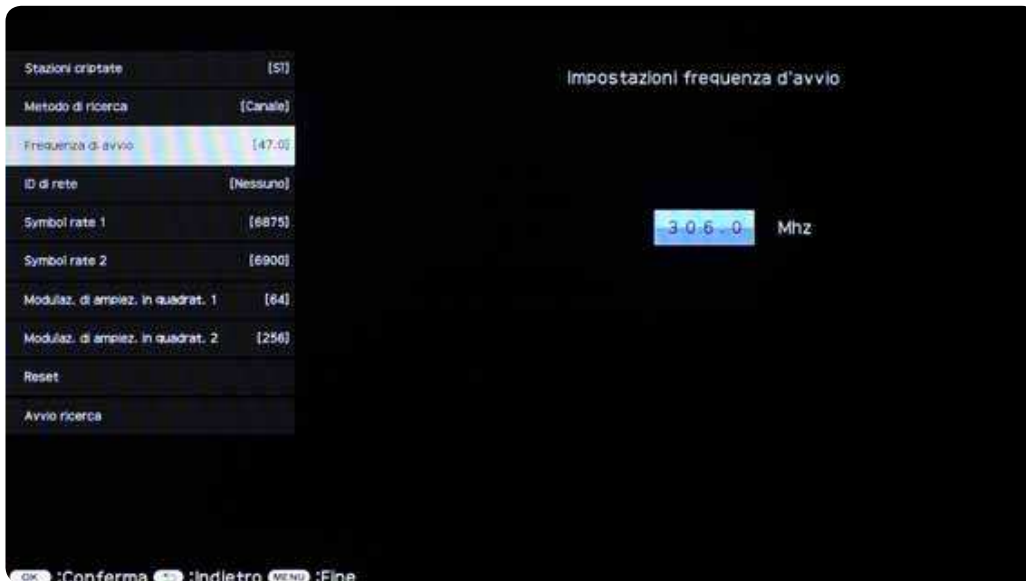 Stazioni criptate [Sì]
Metodo di ricerca [Canale]
Frequenza di avvio [47.0]
ID di rete [Nessuno]
Symbol rate 1 [6875]
Symbol rate 2 [6900]
Modulaz. di ampiez. in quadrat. 1 [64]
Modulaz. di ampiez. in quadrat. 2 [256]
Reset
Avvio ricerca
Impostazioni frequenza d'avvio
306.0 Mhz
OK :Conferma :Indietro MENU :Fine